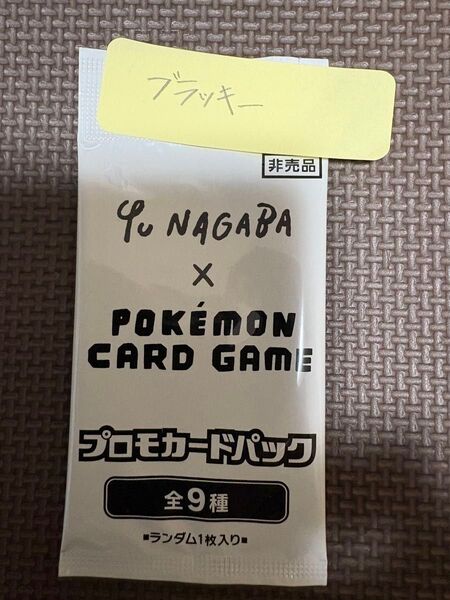 ブラッキー
非売品
YU NAGABA
×
POKÉMON
CARD GAME
プロモカードパック
全9種
■ランダム1枚入り■